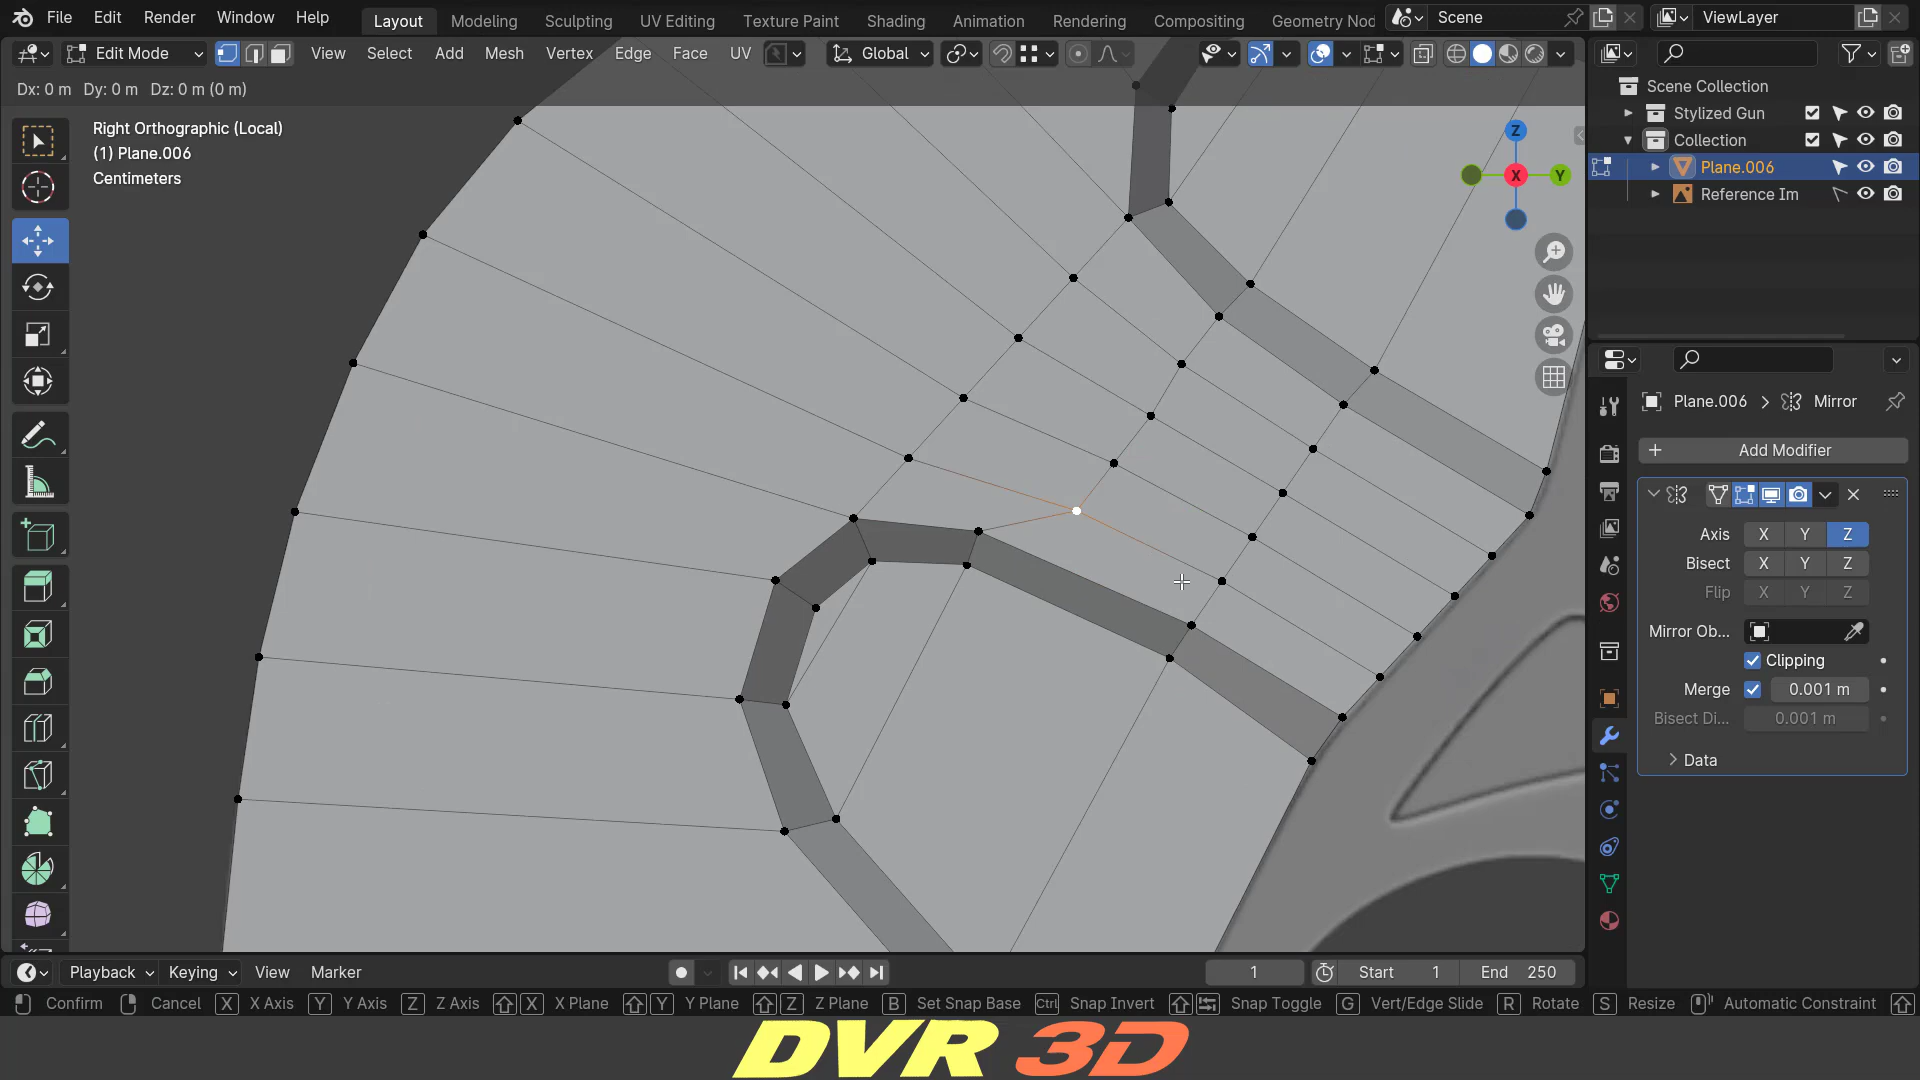 File Edit Render Window Help Layout Modeling Sculpting UV Editing Texture Paint Shading Animation Rendering Compositing Geometry Nod Scene ViewLayer
Edit Mode View Select Add Mesh Vertex Edge Face UV Global
Dx: 0 m Dy: 0 m Dz: 0 m (0 m)
Right Orthographic (Local)
(1) Plane.006
Centimeters
Z
X
Y
Scene Collection
Stylized Gun
Collection
Plane.006
Reference Im
Plane.006 > Mirror
+ Add Modifier
Axis X Y Z
Bisect X Y Z
Flip X Y Z
Mirror Ob...
Clipping
Merge 0.001 m
Bisect Di... 0.001 m
Data
Playback Keying View Marker 1 Start 1 End 250
Confirm Cancel X X Axis Y Y Axis Z Z Axis X X Plane Y Y Plane Z Z Plane B Set Snap Base Ctrl Snap Invert Snap Toggle G Vert/Edge Slide R Rotate S Resize Automatic Constraint
DVR 3D